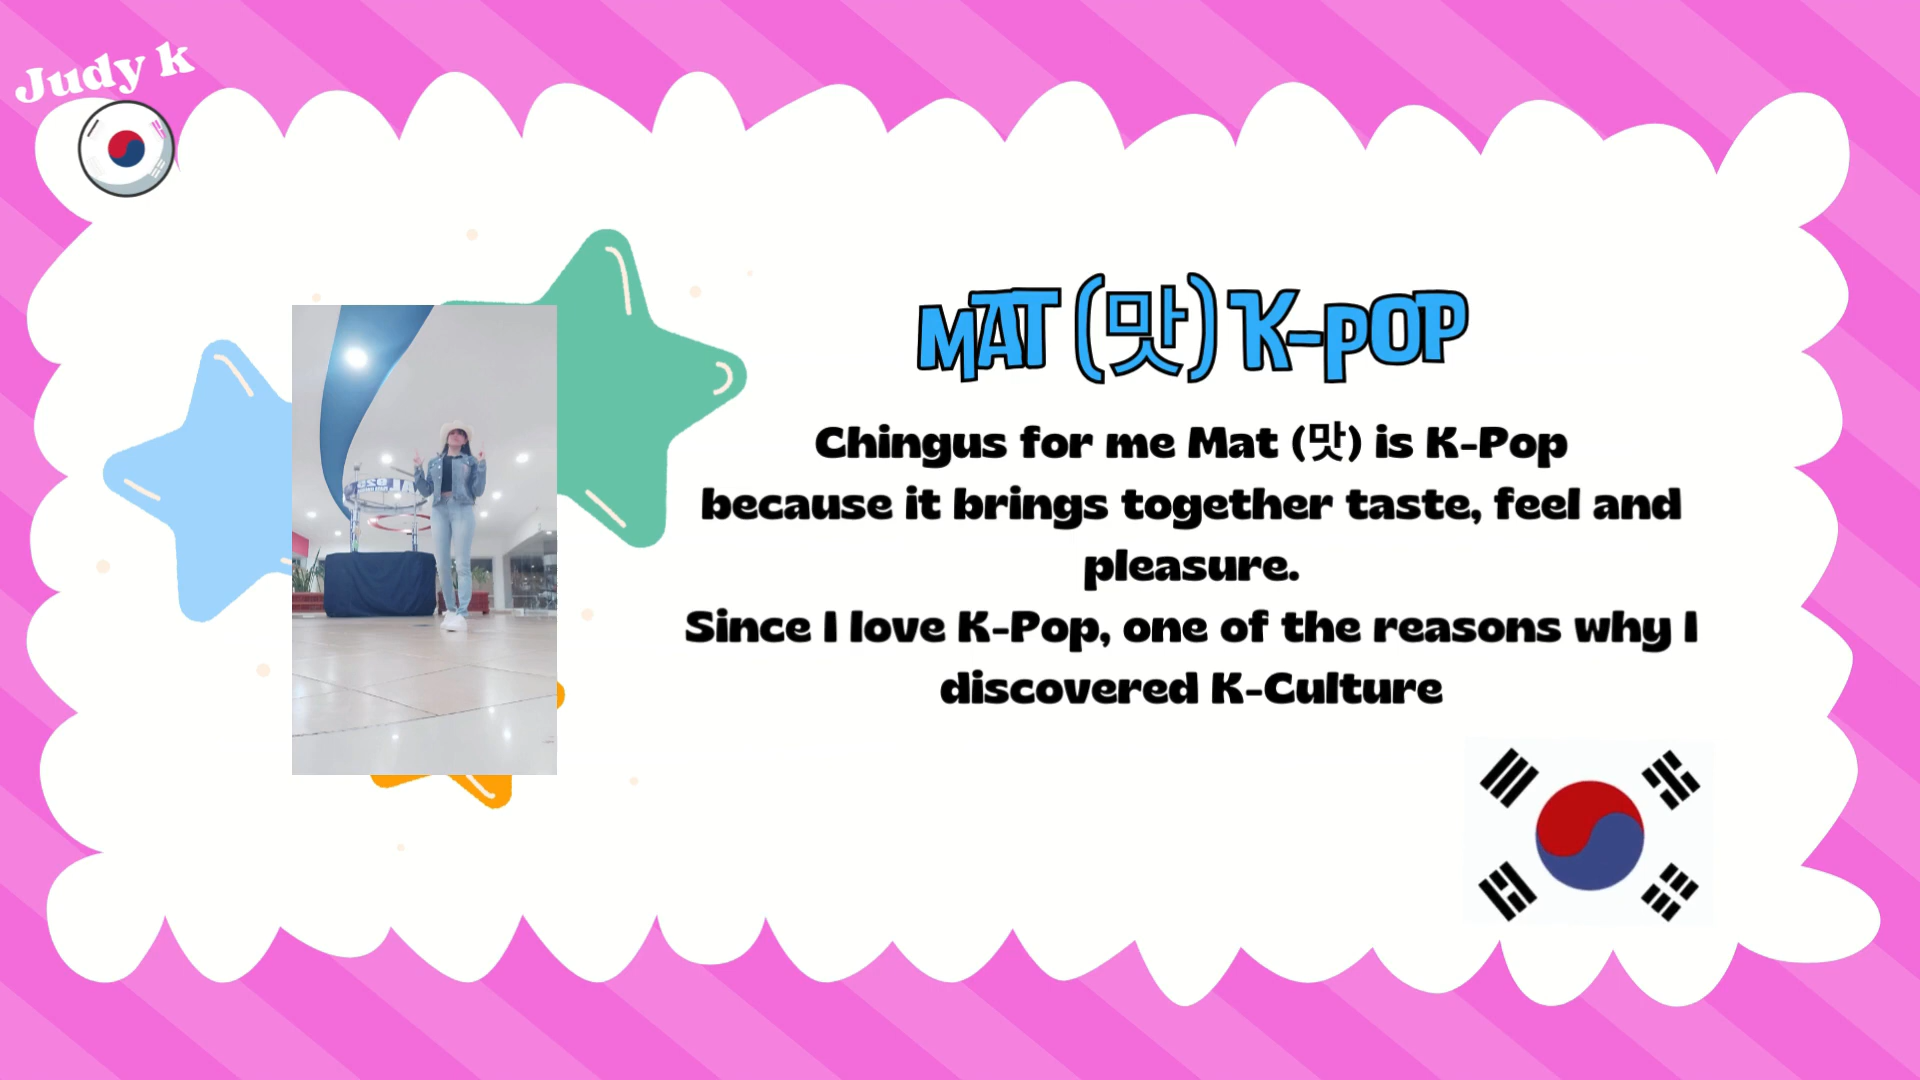 Judy k
MAT (맛) K-POP
Chingus for me Mat (맛) is K-Pop
because it brings together taste, feel and
pleasure.
Since I love K-Pop, one of the reasons why I
discovered K-Culture